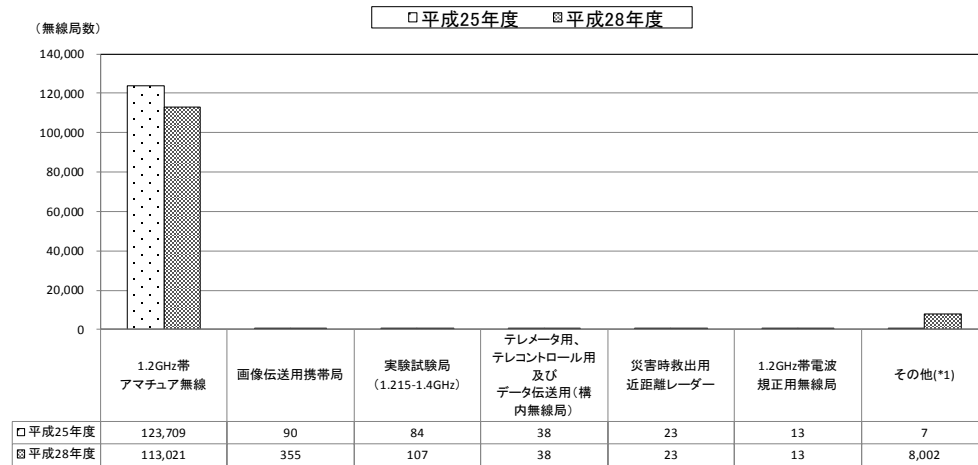 平成25年度 平成28年度
(無線局数)
140,000
120,000
100,000
80,000
60,000
40,000
20,000
0
1.2GHz帯
アマチュア無線
画像伝送用携帯局
実験試験局
(1.215-1.4GHz)
テレメータ用、
テレコントロール用
及び
データ伝送用(構
内無線局)
災害時救出用
近距離レーダー
1.2GHz帯電波
規正用無線局
その他(*1)
平成25年度 123,709 90 84 38 23 13 7
平成28年度 113,021 355 107 38 23 13 8,002